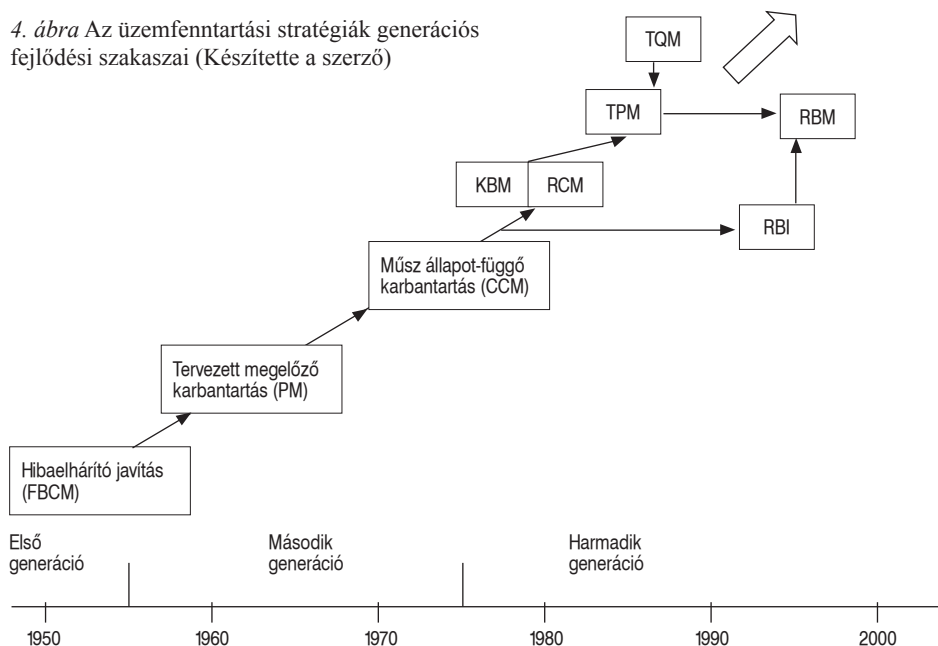 4. ábra Az üzemfenntartási stratégiák generációs
fejlődési szakaszai (Készítette a szerző)
TQM
TPM
RBM
KBM
RCM
RBI
Műsz állapot-függő
karbantartás (CCM)
Tervezett megelőző
karbantartás (PM)
Hibaelhárító javítás
(FBCM)
Első
generáció
Második
generáció
Harmadik
generáció
1950
1960
1970
1980
1990
2000